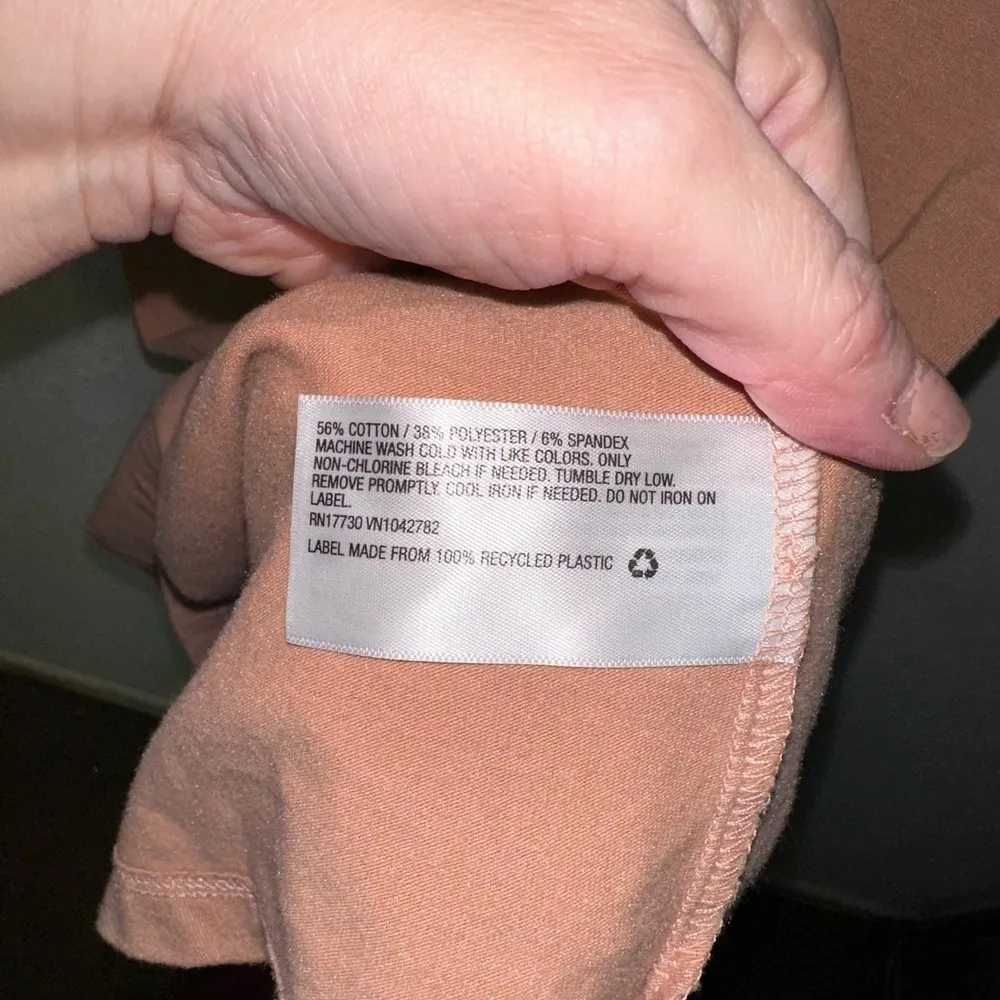 56% COTTON / 38% POLYESTER / 6% SPANDEX
MACHINE WASH COLD WITH LIKE COLORS. ONLY
NON-CHLORINE BLEACH IF NEEDED. TUMBLE DRY LOW.
REMOVE PROMPTLY. COOL IRON IF NEEDED. DO NOT IRON ON
LABEL.
RN17730 VN1042782
LABEL MADE FROM 100% RECYCLED PLASTIC